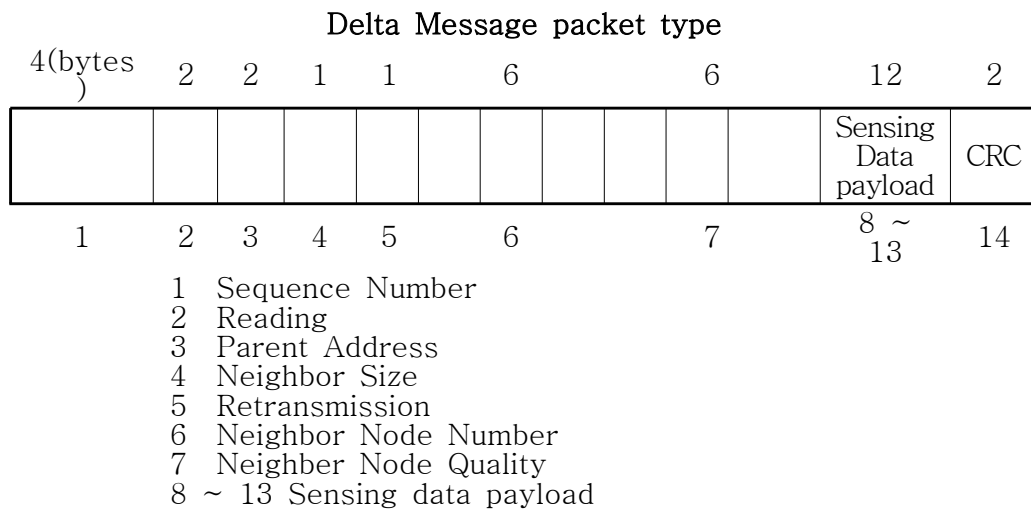 Delta Message packet type
4(bytes
)
2 2 1 1 6 6 12 2
Sensing
Data
payload
CRC
1 2 3 4 5 6 7 8 ~
13
14
1 Sequence Number
2 Reading
3 Parent Address
4 Neighbor Size
5 Retransmission
6 Neighbor Node Number
7 Neighber Node Quality
8 ~ 13 Sensing data payload